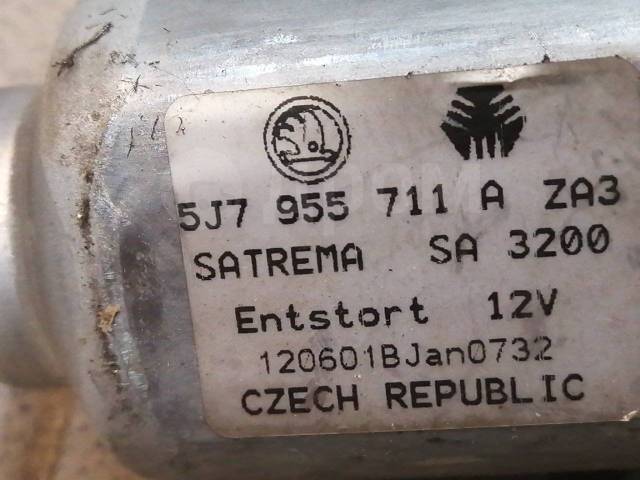 5J7 955 711 A ZA3
SATREMA SA 3200
Entstort 12V
120601BJan0732
CZECH REPUBLIC